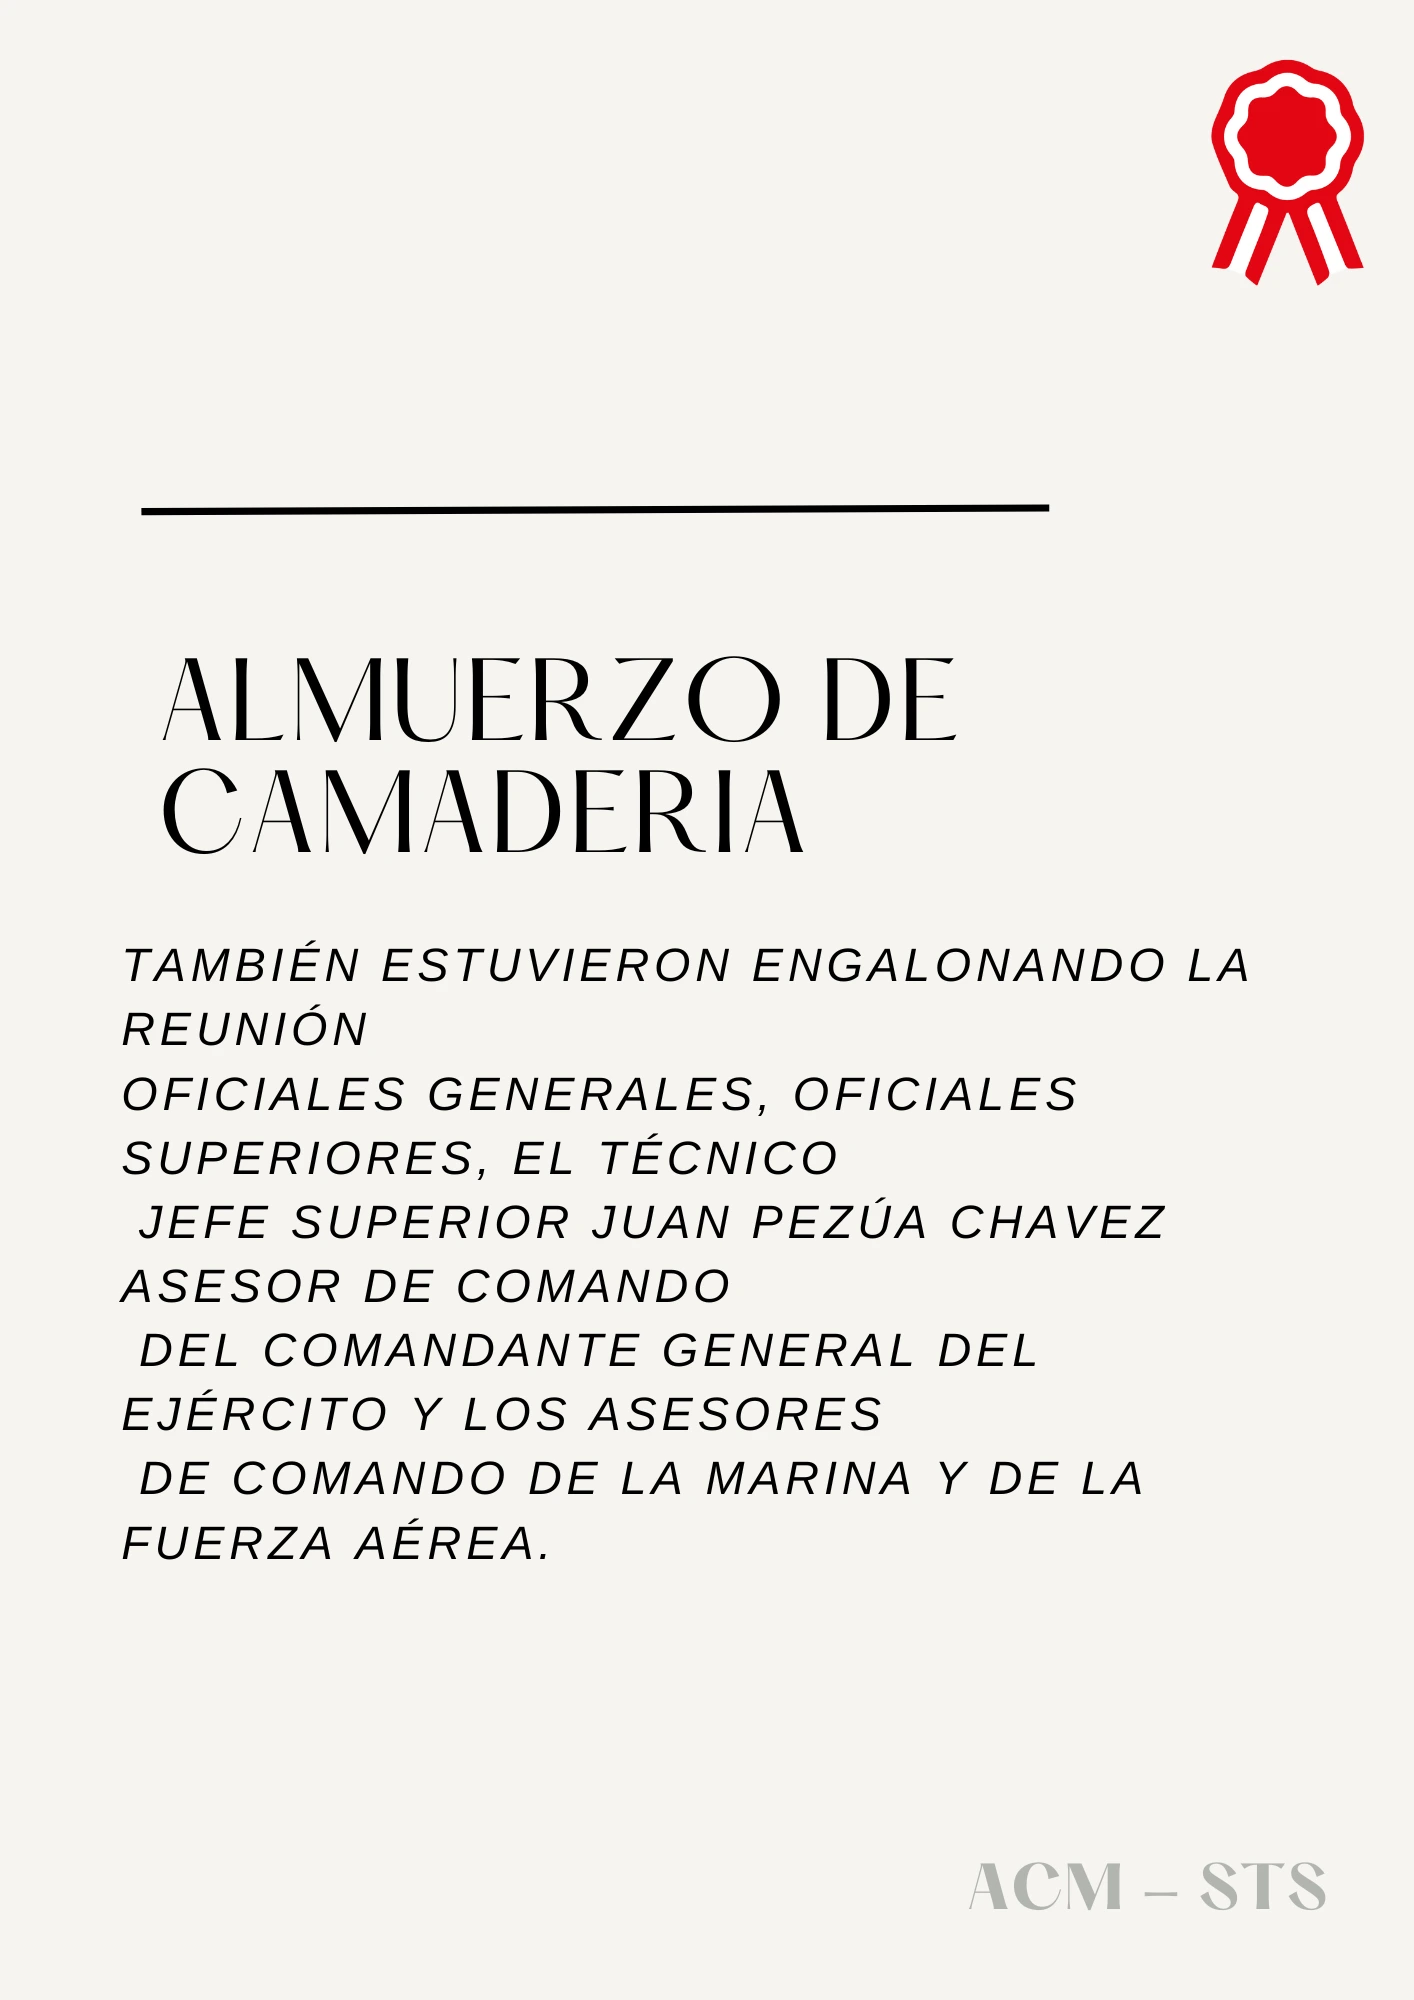 ALMUERZO DE
CAMADERIA
TAMBIÉN ESTUVIERON ENGALONANDO LA
REUNIÓN
OFICIALES GENERALES, OFICIALES
SUPERIORES, EL TÉCNICO
JEFE SUPERIOR JUAN PEZÚA CHAVEZ
ASESOR DE COMANDO
DEL COMANDANTE GENERAL DEL
EJÉRCITO Y LOS ASESORES
DE COMANDO DE LA MARINA Y DE LA
FUERZA AÉREA.
ACM – STS